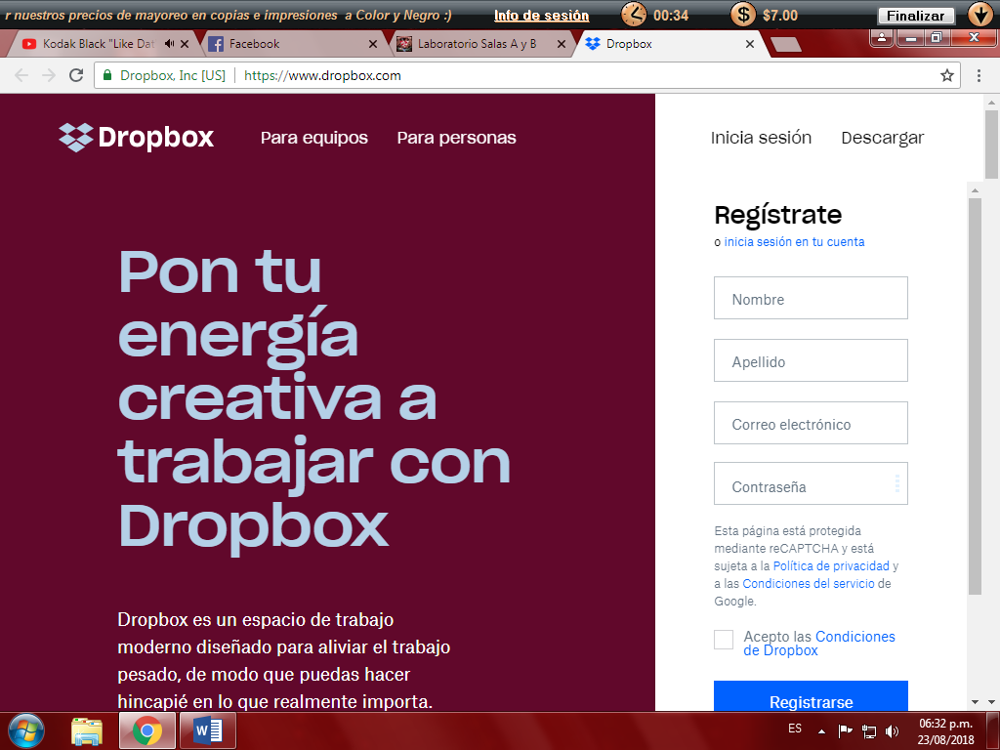 r nuestros precios de mayoreo en copias e impresiones a Color y Negro :)
Info de sesión
00:34
$7.00
Finalizar
Kodak Black "Like Dat
Facebook
Laboratorio Salas A y B
Dropbox
Dropbox, Inc [US]
https://www.dropbox.com
Dropbox
Para equipos
Para personas
Inicia sesión
Descargar
Pon tu
energía
creativa a
trabajar con
Dropbox
Dropbox es un espacio de trabajo
moderno diseñado para aliviar el trabajo
pesado, de modo que puedas hacer
hincapié en lo que realmente importa.
Regístrate
o inicia sesión en tu cuenta
Nombre
Apellido
Correo electrónico
Contraseña
Esta página está protegida
mediante reCAPTCHA y está
sujeta a la Política de privacidad y
a las Condiciones del servicio de
Google.
Acepto las Condiciones
de Dropbox
Registrarse
ES
06:32 p.m.
23/08/2018